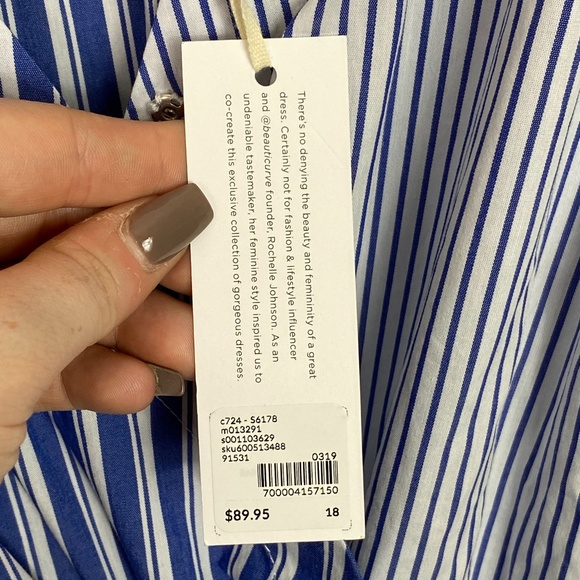 There's no denying the beauty and femininity of a great
dress. Certainly not for fashion & lifestyle influencer
and @beauticurve founder, Rochelle Johnson. As an
undeniable tastemaker, her feminine style inspired us to
co-create this exclusive collection of gorgeous dresses.
c724 - S6178
m013291
s001103629
sku600513488
91531 0319
700004157150
$89.95 18